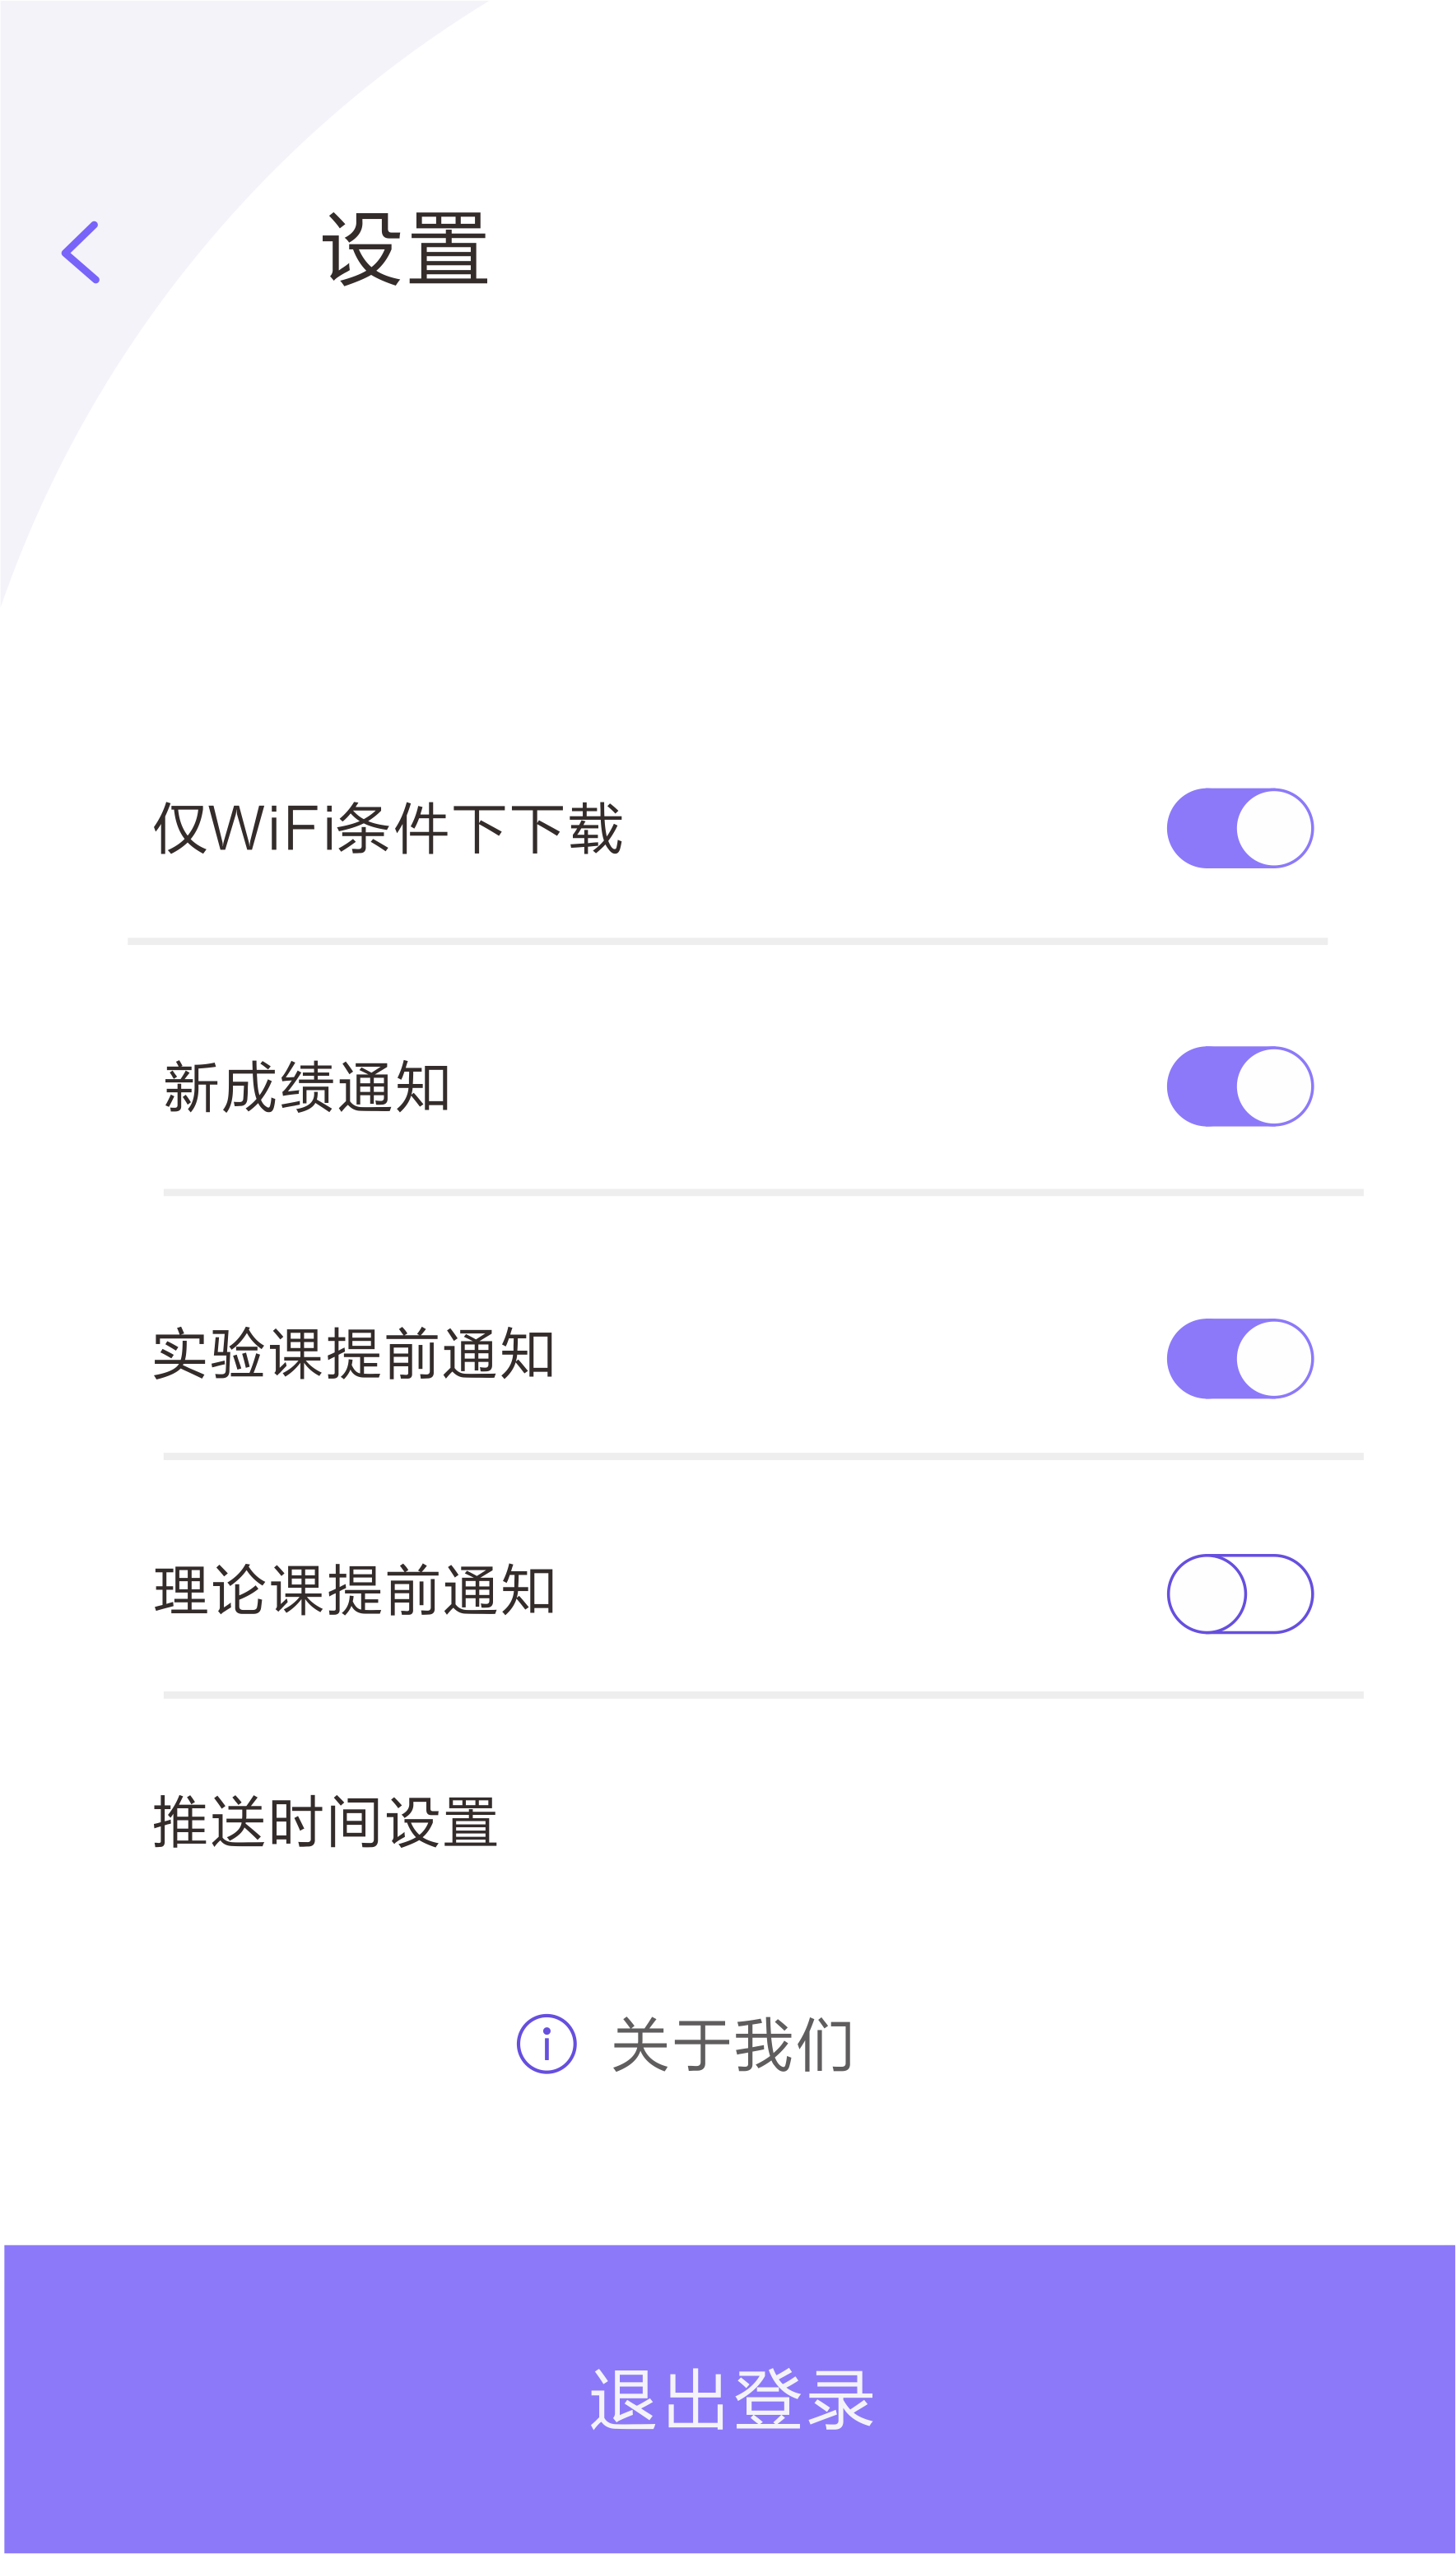 设置
仅WiFi条件下下载
新成绩通知
实验课提前通知
理论课提前通知
推送时间设置
关于我们
退出登录